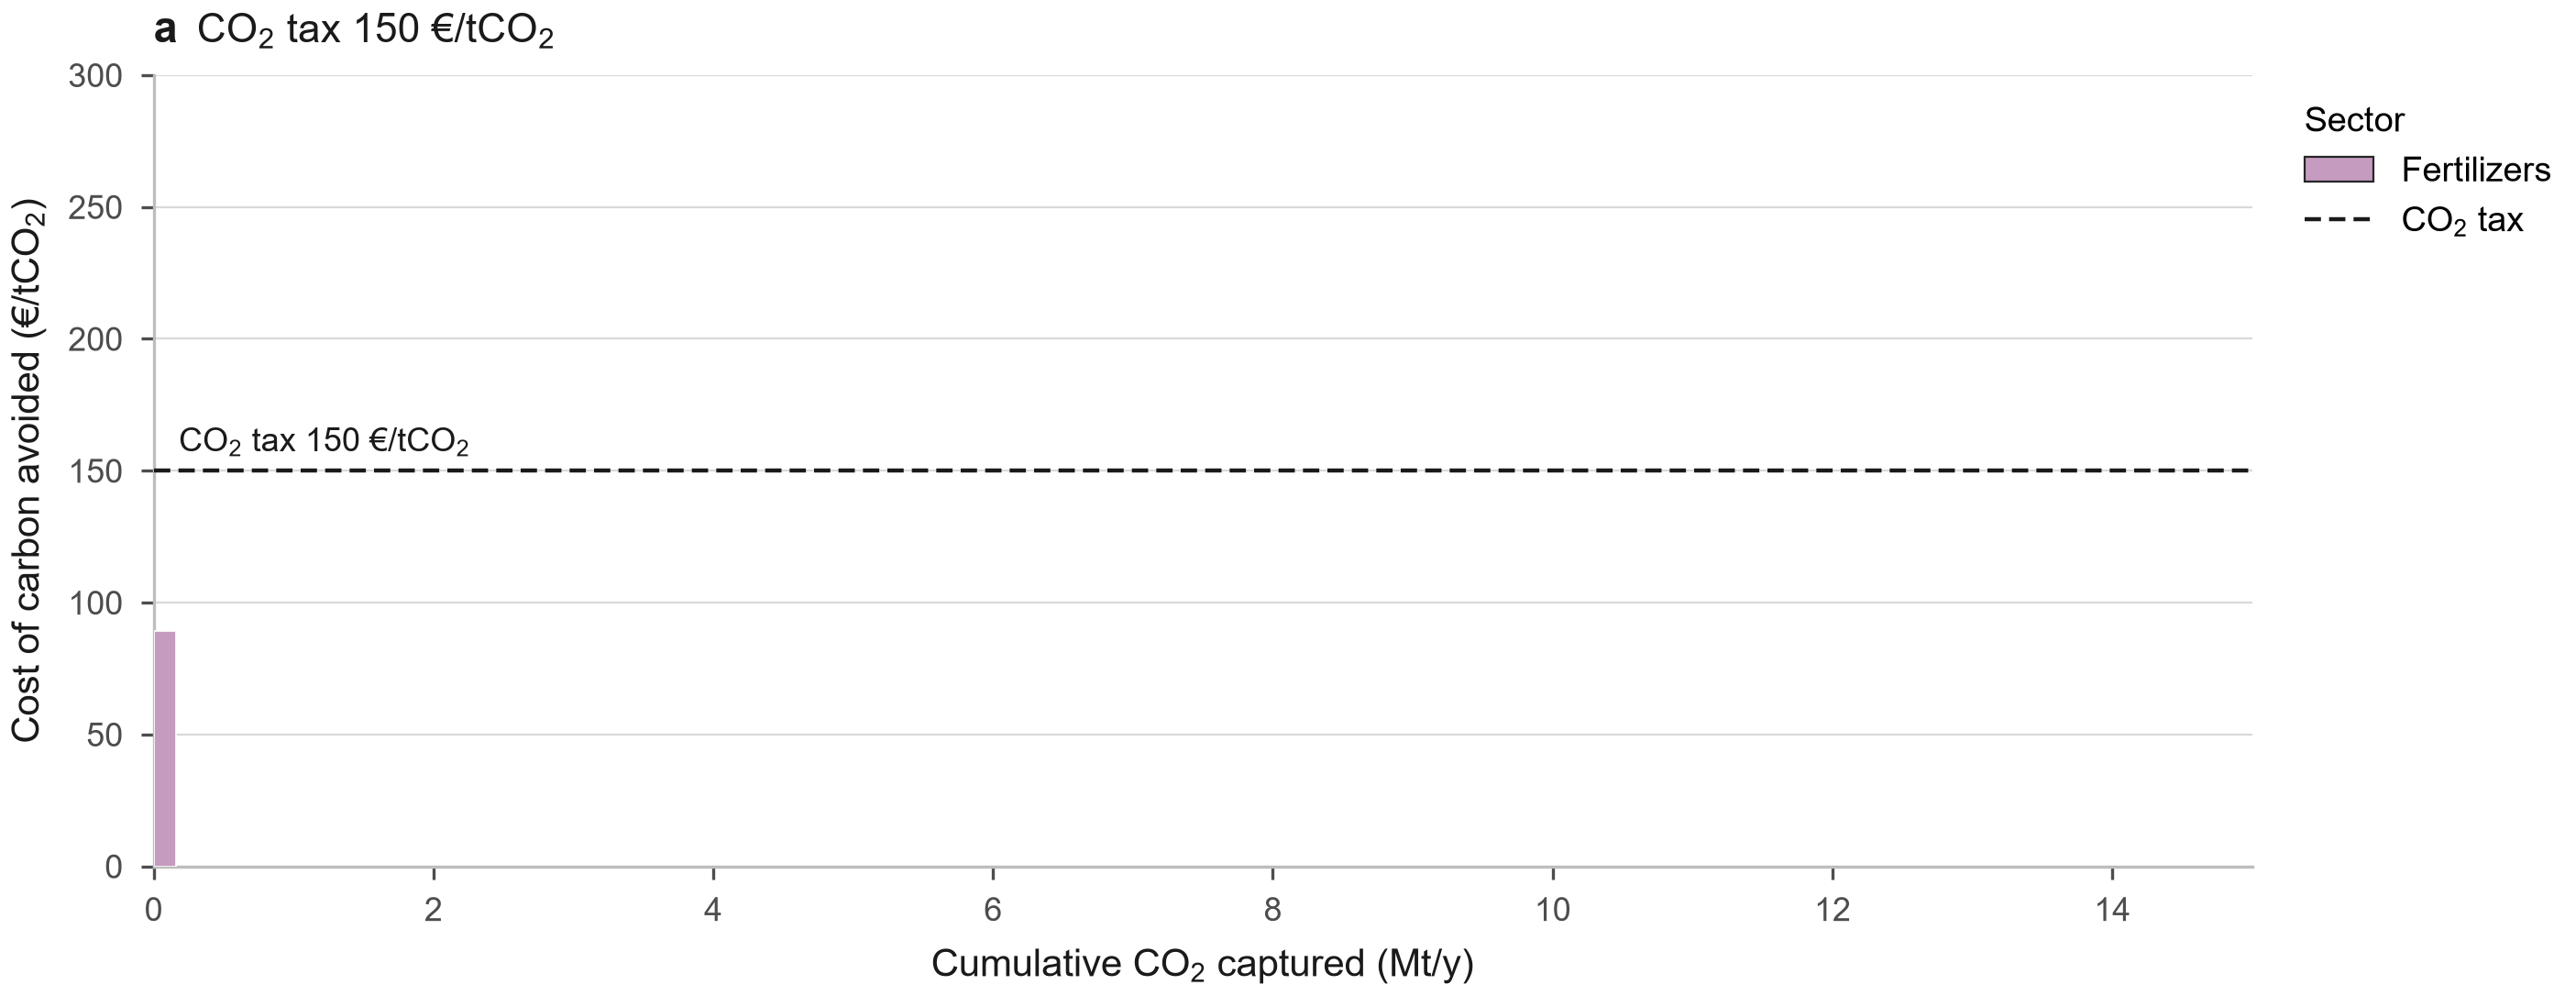 a CO₂ tax 150 €/tCO₂
300
250
200
150
100
50
0
Cost of carbon avoided (€/tCO₂)
CO₂ tax 150 €/tCO₂
0 2 4 6 8 10 12 14
Cumulative CO₂ captured (Mt/y)
Sector
Fertilizers
CO₂ tax